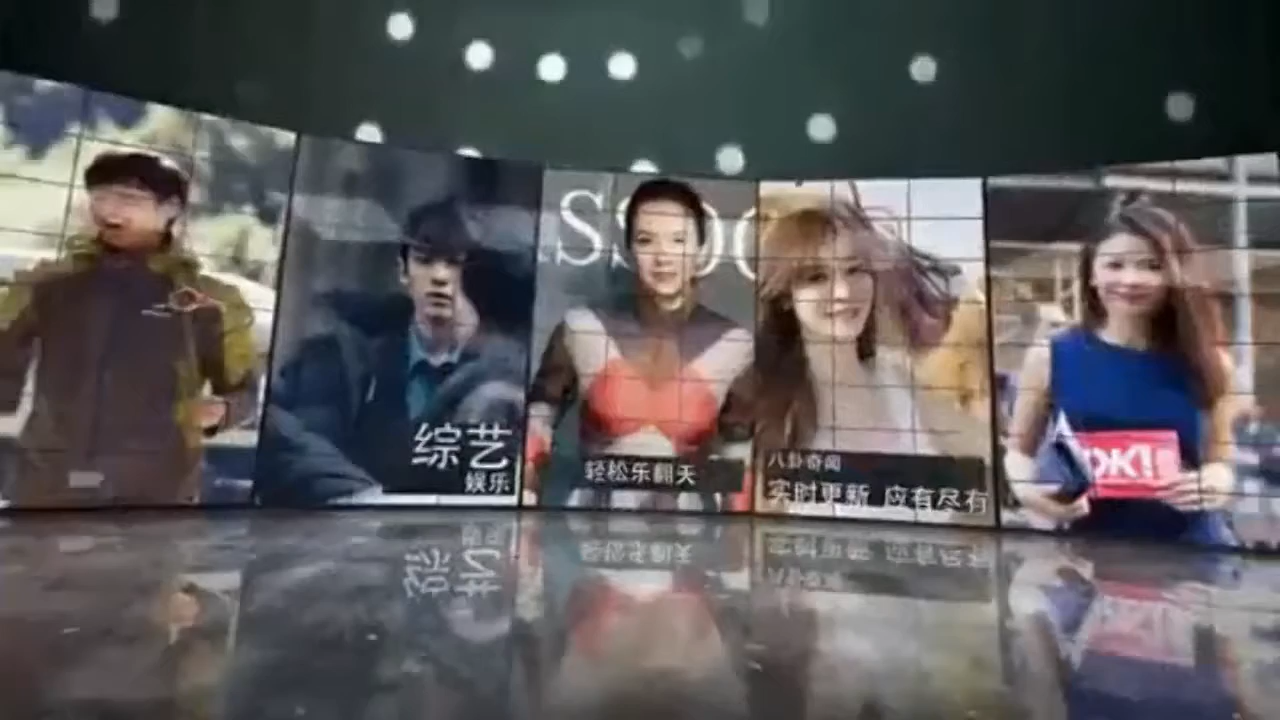 综艺
娱乐
轻松乐翻天
八卦奇闻
实时更新 应有尽有
OK!